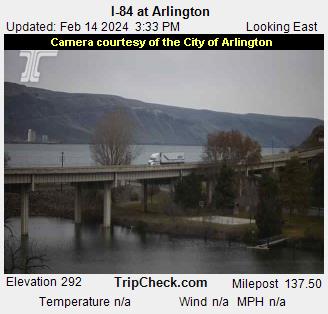 I-84 at Arlington
Updated: Feb 14 2024 3:33 PM Looking East
Camera courtesy of the City of Arlington
Elevation 292 TripCheck.com Milepost 137.50
Temperature n/a Wind n/a MPH n/a